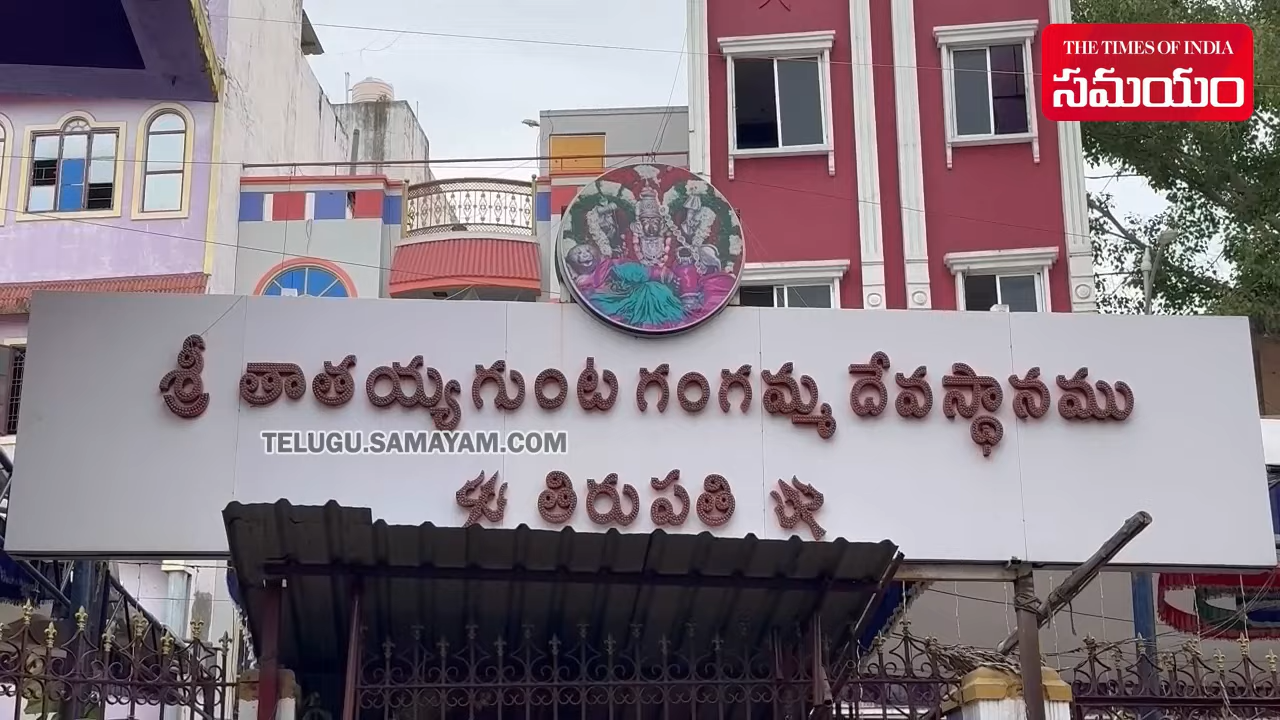 THE TIMES OF INDIA
సమయం
శ్రీ తాతయ్యగుంట గంగమ్మ దేవస్థానము
TELUGU.SAMAYAM.COM
తిరుపతి